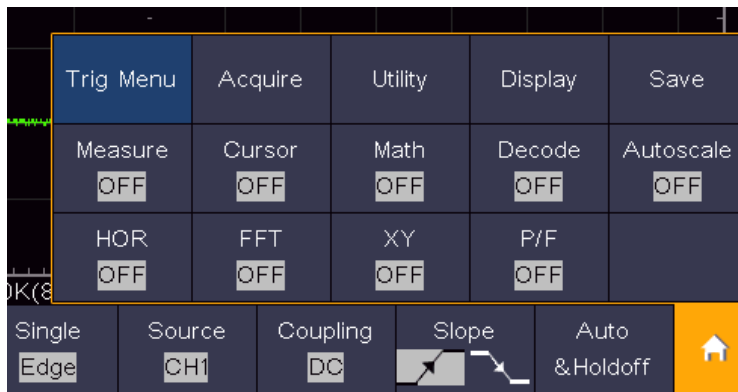 Trig Menu Acquire Utility Display Save
Measure Cursor Math Decode Autoscale
OFF OFF OFF OFF OFF
HOR FFT XY P/F
OFF OFF OFF OFF
K(8
Single Source Coupling Slope Auto
Edge CH1 DC &Holdoff